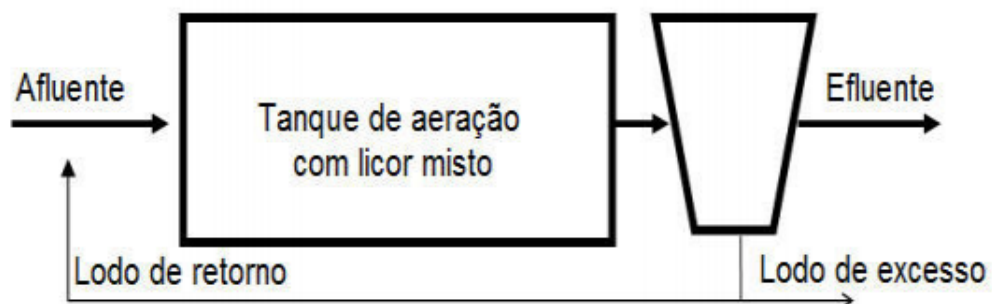 Afluente
Tanque de aeração
com licor misto
Efluente
Lodo de retorno
Lodo de excesso